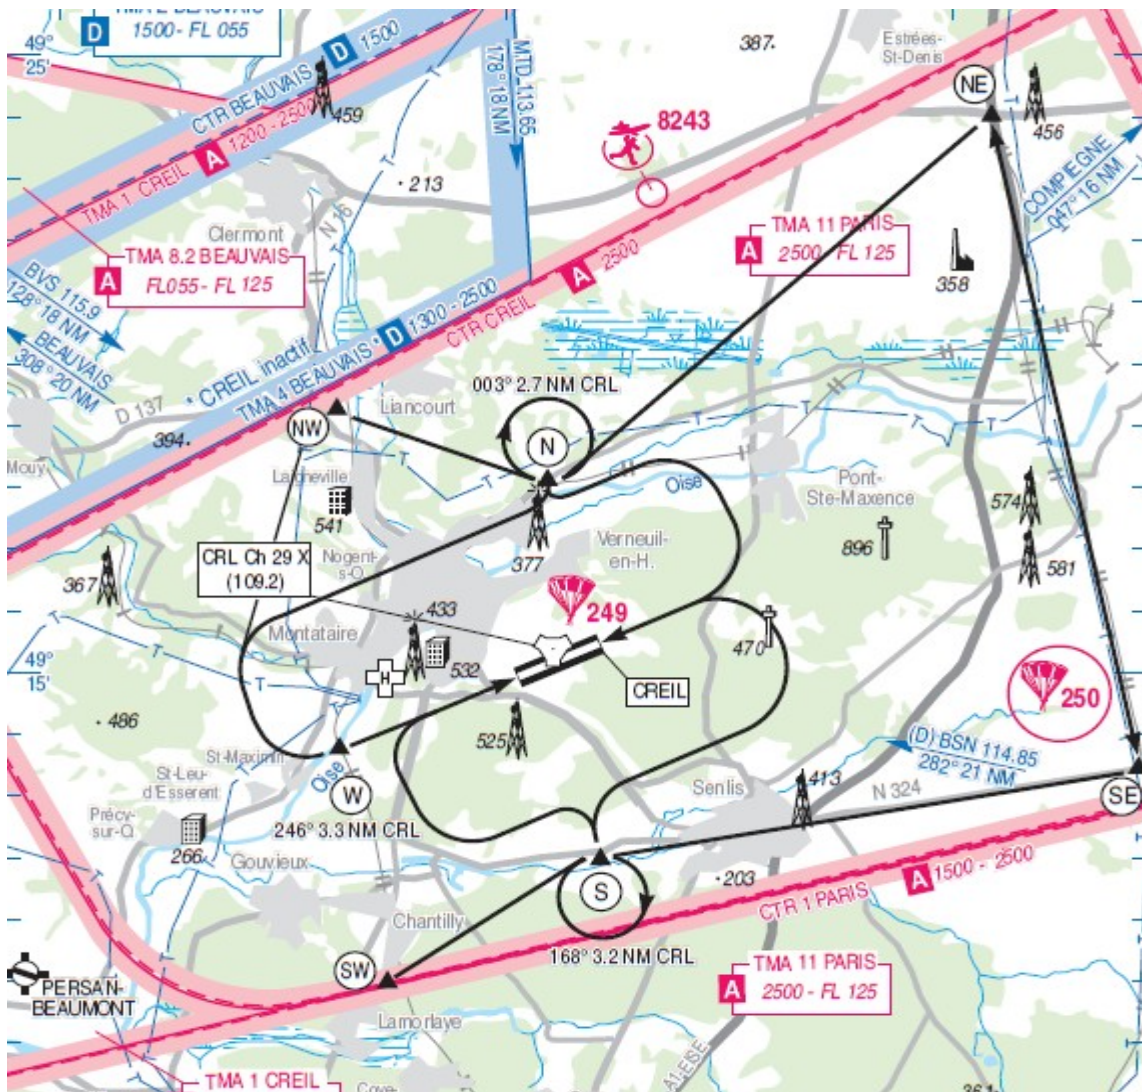 TMA 2 BEAUVAIS
D
1500 - FL 055
49°
25'
CTR BEAUVAIS D 1500
TMA 1 CREIL A 1200 - 2500
459
MTD 113.65
178° 18 NM
387
Estrées-
St-Denis
NE
456
8243
213
N 16
Clermont
COMPIEGNE
047° 16 NM
TMA 8.2 BEAUVAIS
A
FL055 - FL 125
TMA 11 PARIS
A
2500 - FL 125
358
BVS 115.9
128° 18 NM
BEAUVAIS
308° 20 NM
* CREIL inactif
TMA 4 BEAUVAIS * D 1300 - 2500
CTR CREIL A 2500
D 137
394
Mouy
NW
Liancourt
003° 2.7 NM CRL
N
Laigneville
541
Oise
Pont-
Ste-Maxence
574
896
581
CRL Ch 29 X
(109.2)
Nogent-
s-O.
377
Verneuil-
en-H.
367
249
433
Montataire
H
532
470
CREIL
49°
15'
250
486
525
(D) BSN 114.85
282° 21 NM
St-Maximin
St-Leu-
d'Esserent
Oise
W
Senlis
413
N 324
SE
Précy-
sur-O.
246° 3.3 NM CRL
266
Gouvieux
S
203
CTR 1 PARIS A 1500 - 2500
Chantilly
168° 3.2 NM CRL
SW
PERSAN-
BEAUMONT
TMA 11 PARIS
A
2500 - FL 125
Lamorlaye
TMA 1 CREIL
Coye-
361